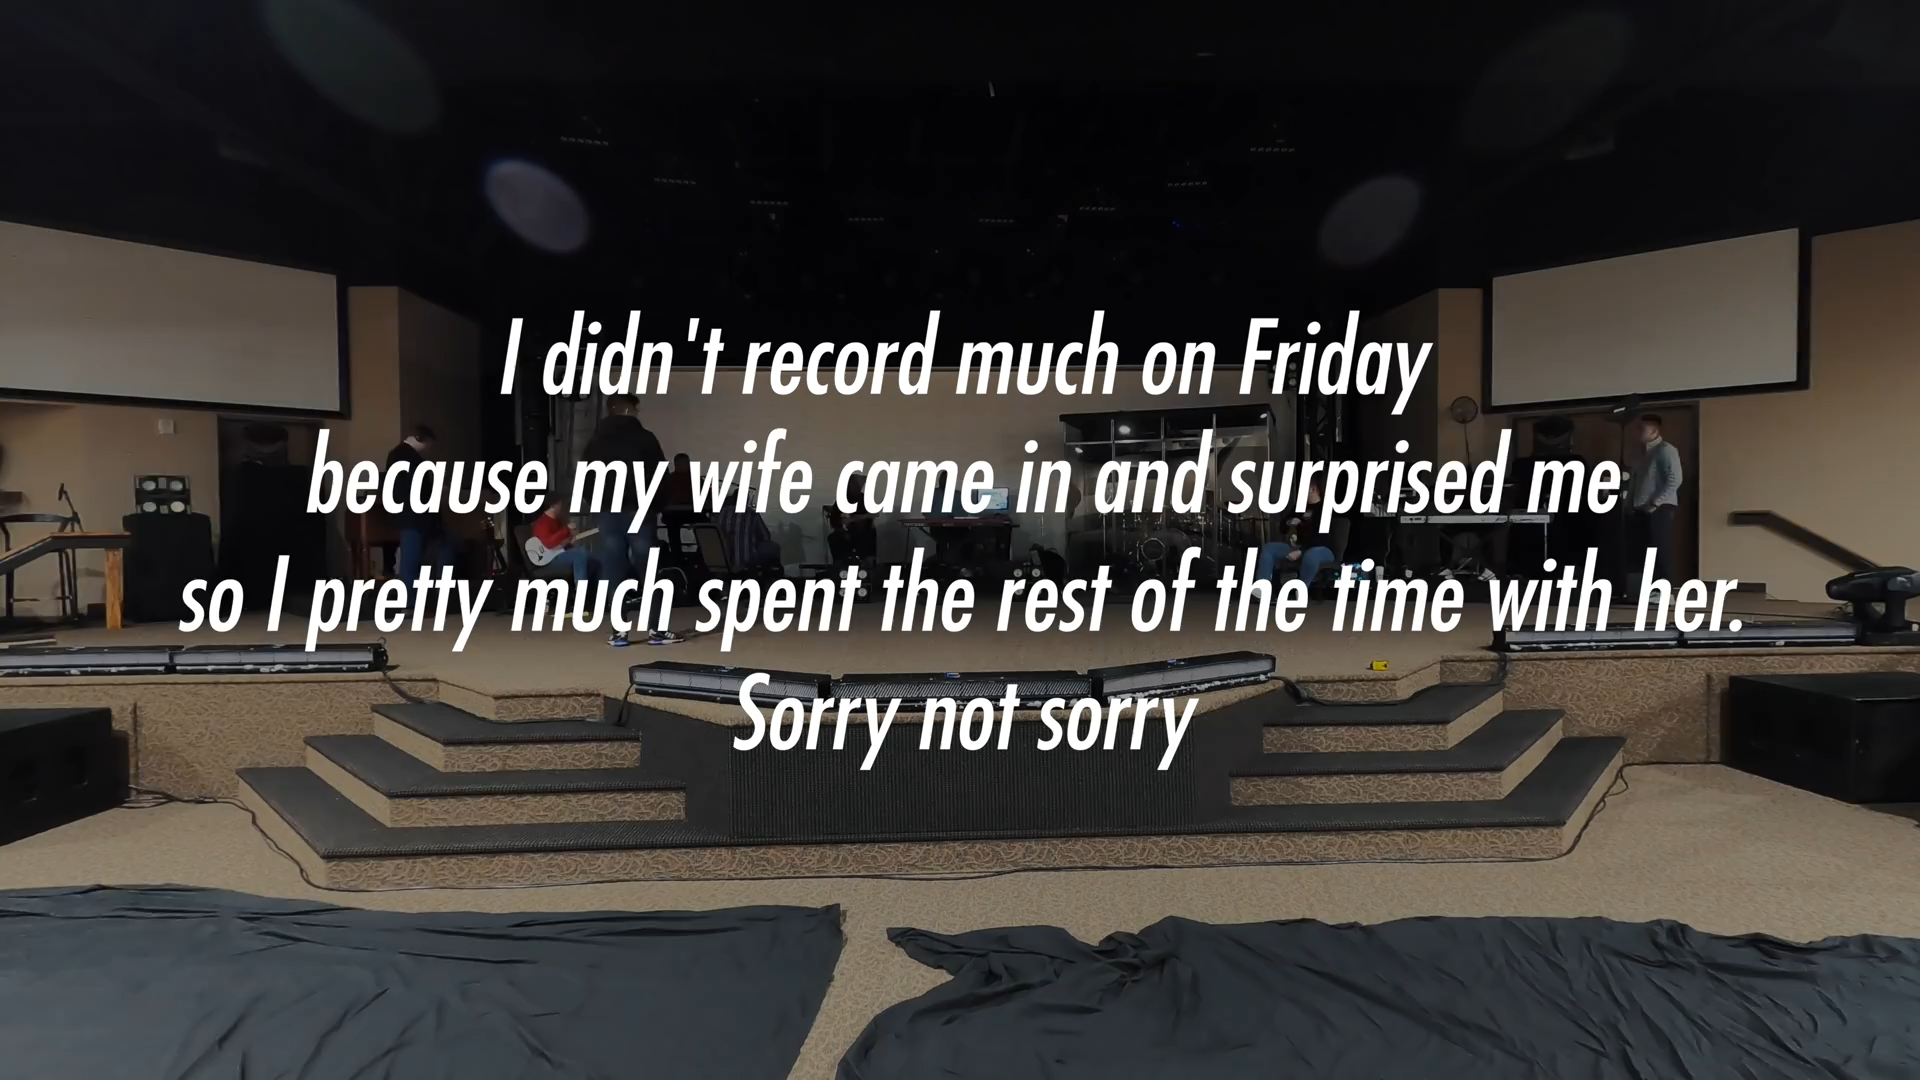 I didn't record much on Friday
because my wife came in and surprised me
so I pretty much spent the rest of the time with her.
Sorry not sorry